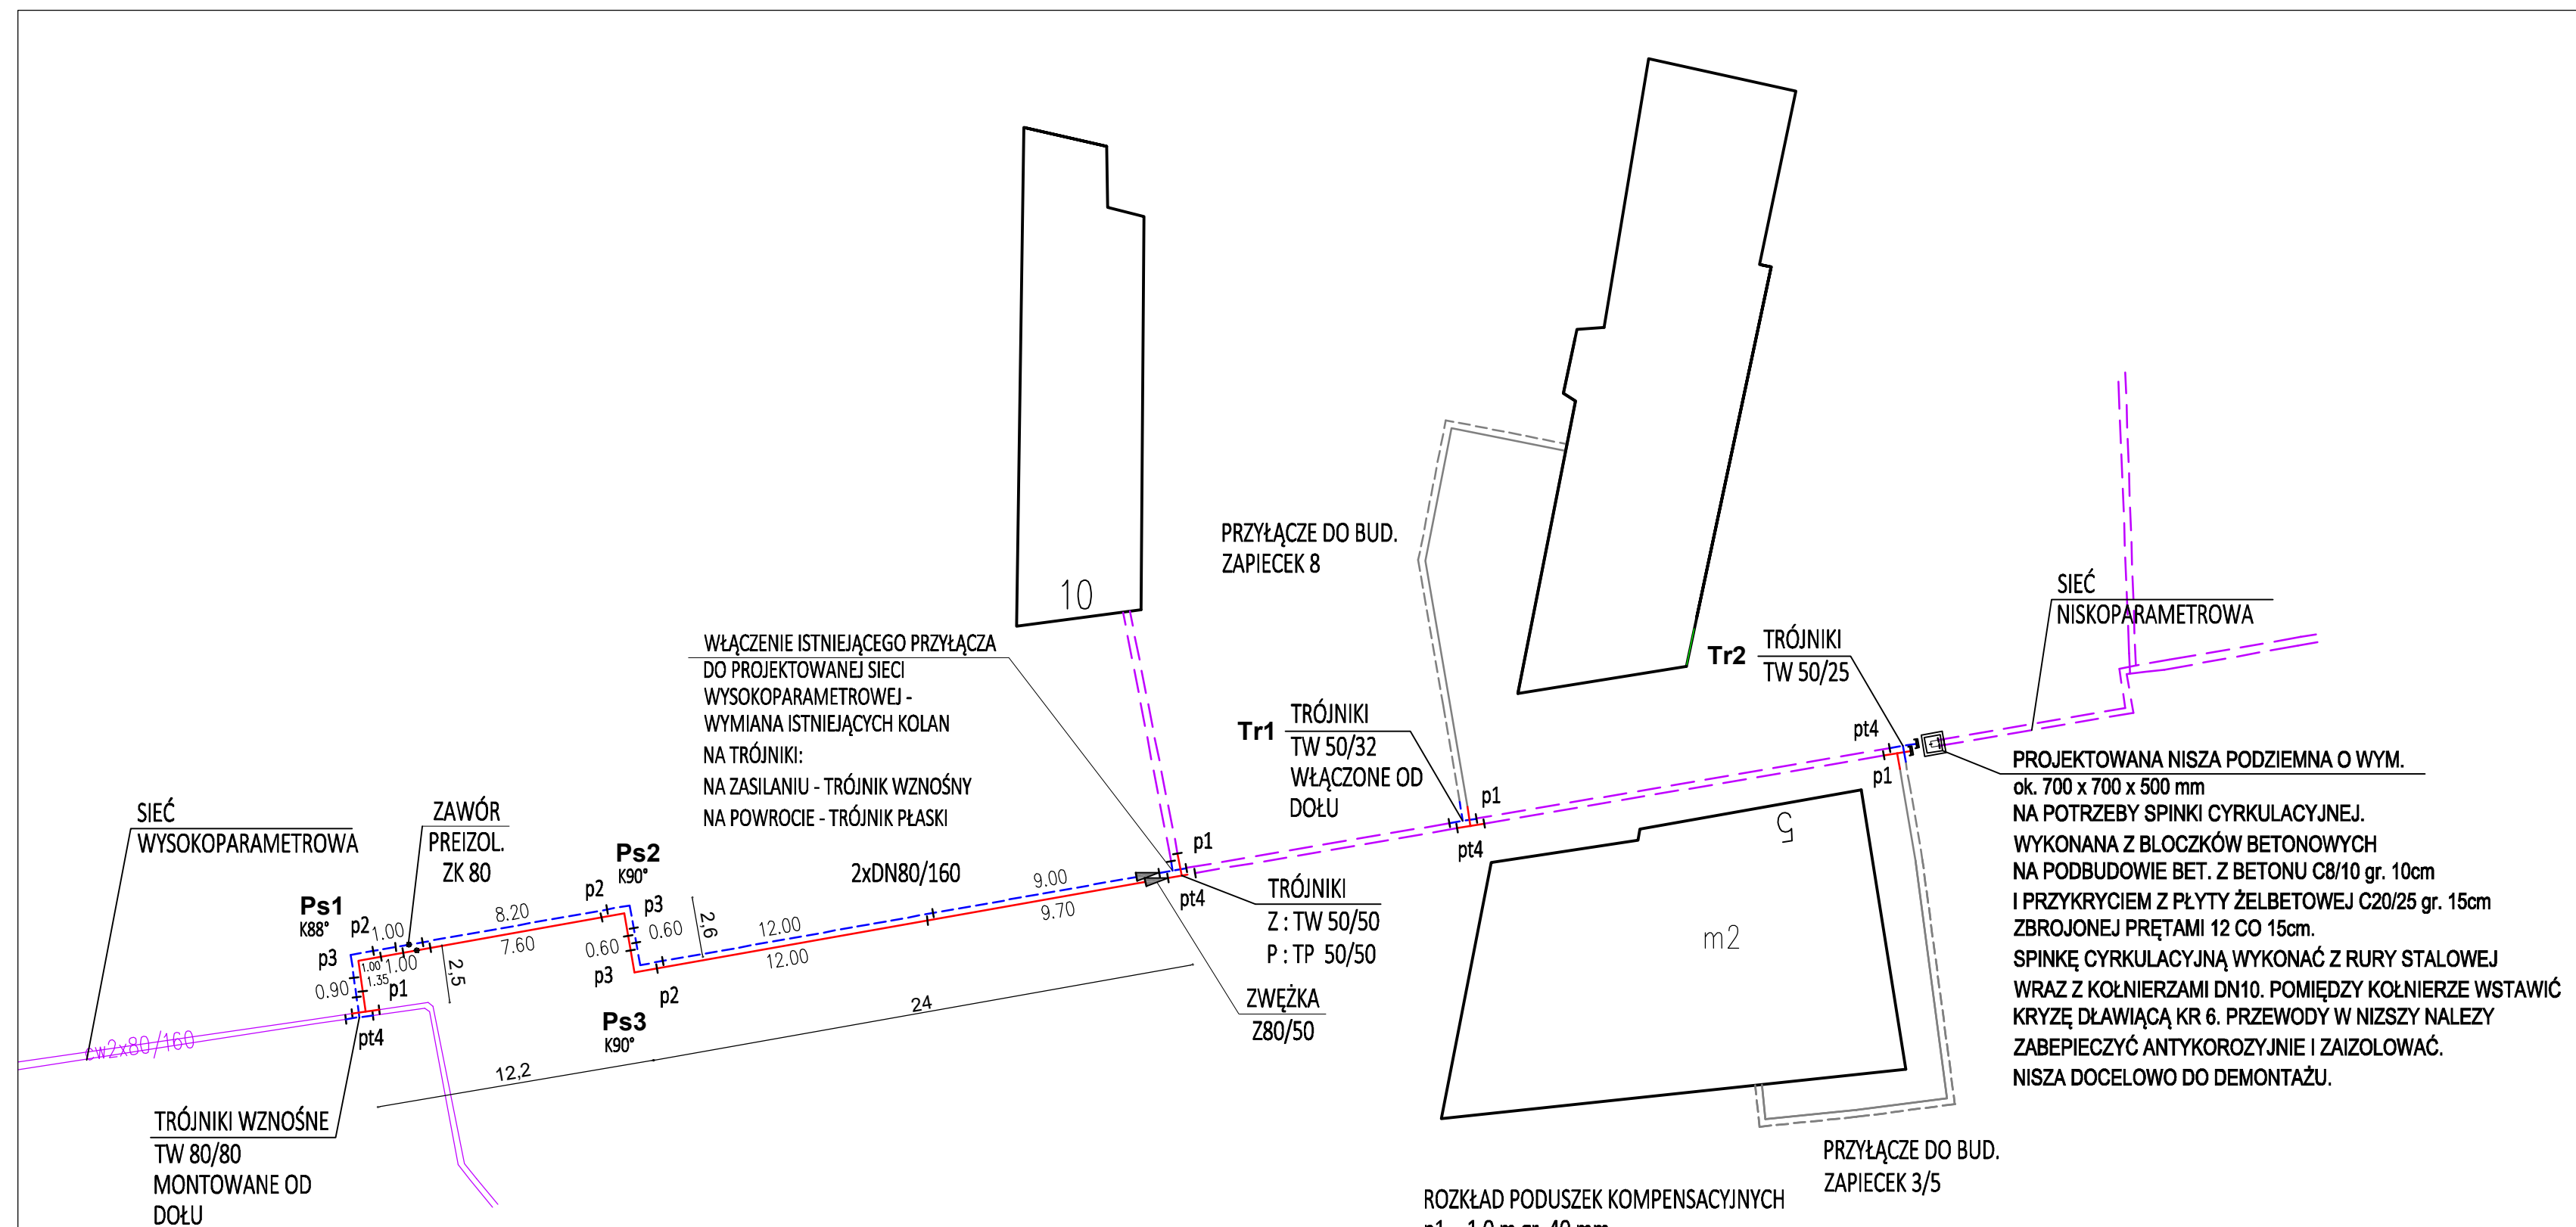 10
PRZYŁĄCZE DO BUD.
ZAPIECEK 8
SIEĆ
NISKOPARAMETROWA
WŁĄCZENIE ISTNIEJĄCEGO PRZYŁĄCZA
DO PROJEKTOWANEJ SIECI
WYSOKOPARAMETROWEJ -
WYMIANA ISTNIEJĄCYCH KOLAN
NA TRÓJNIKI:
NA ZASILANIU - TRÓJNIK WZNOŚNY
NA POWROCIE - TRÓJNIK PŁASKI
Tr2
TRÓJNIKI
TW 50/25
Tr1
TRÓJNIKI
TW 50/32
WŁĄCZONE OD
DOŁU
pt4
p1
p1
pt4
p1
pt4
PROJEKTOWANA NISZA PODZIEMNA O WYM.
ok. 700 x 700 x 500 mm
NA POTRZEBY SPINKI CYRKULACYJNEJ.
WYKONANA Z BLOCZKÓW BETONOWYCH
NA PODBUDOWIE BET. Z BETONU C8/10 gr. 10cm
I PRZYKRYCIEM Z PŁYTY ŻELBETOWEJ C20/25 gr. 15cm
ZBROJONEJ PRĘTAMI 12 CO 15cm.
SPINKĘ CYRKULACYJNĄ WYKONAĆ Z RURY STALOWEJ
WRAZ Z KOŁNIERZAMI DN10. POMIĘDZY KOŁNIERZE WSTAWIĆ
KRYZĘ DŁAWIĄCĄ KR 6. PRZEWODY W NIZSZY NALEZY
ZABEPIECZYĆ ANTYKOROZYJNIE I ZAIZOLOWAĆ.
NISZA DOCELOWO DO DEMONTAŻU.
SIEĆ
WYSOKOPARAMETROWA
ZAWÓR
PREIZOL.
ZK 80
Ps1
K88°
p2
1.00
p3
1.00
1.00
1.35
0.90
p1
pt4
8.20
7.60
2,5
Ps2
K90°
p2
p3
0.60
0.60
p3
p2
2,6
Ps3
K90°
2xDN80/160
12.00
12.00
9.00
9.70
TRÓJNIKI
Z : TW 50/50
P : TP 50/50
ZWĘŻKA
Z80/50
24
12,2
cw2x80/160
TRÓJNIKI WZNOŚNE
TW 80/80
MONTOWANE OD
DOŁU
5
m2
PRZYŁĄCZE DO BUD.
ZAPIECEK 3/5
ROZKŁAD PODUSZEK KOMPENSACYJNYCH
p1 - 1,0 m gr. 40 mm